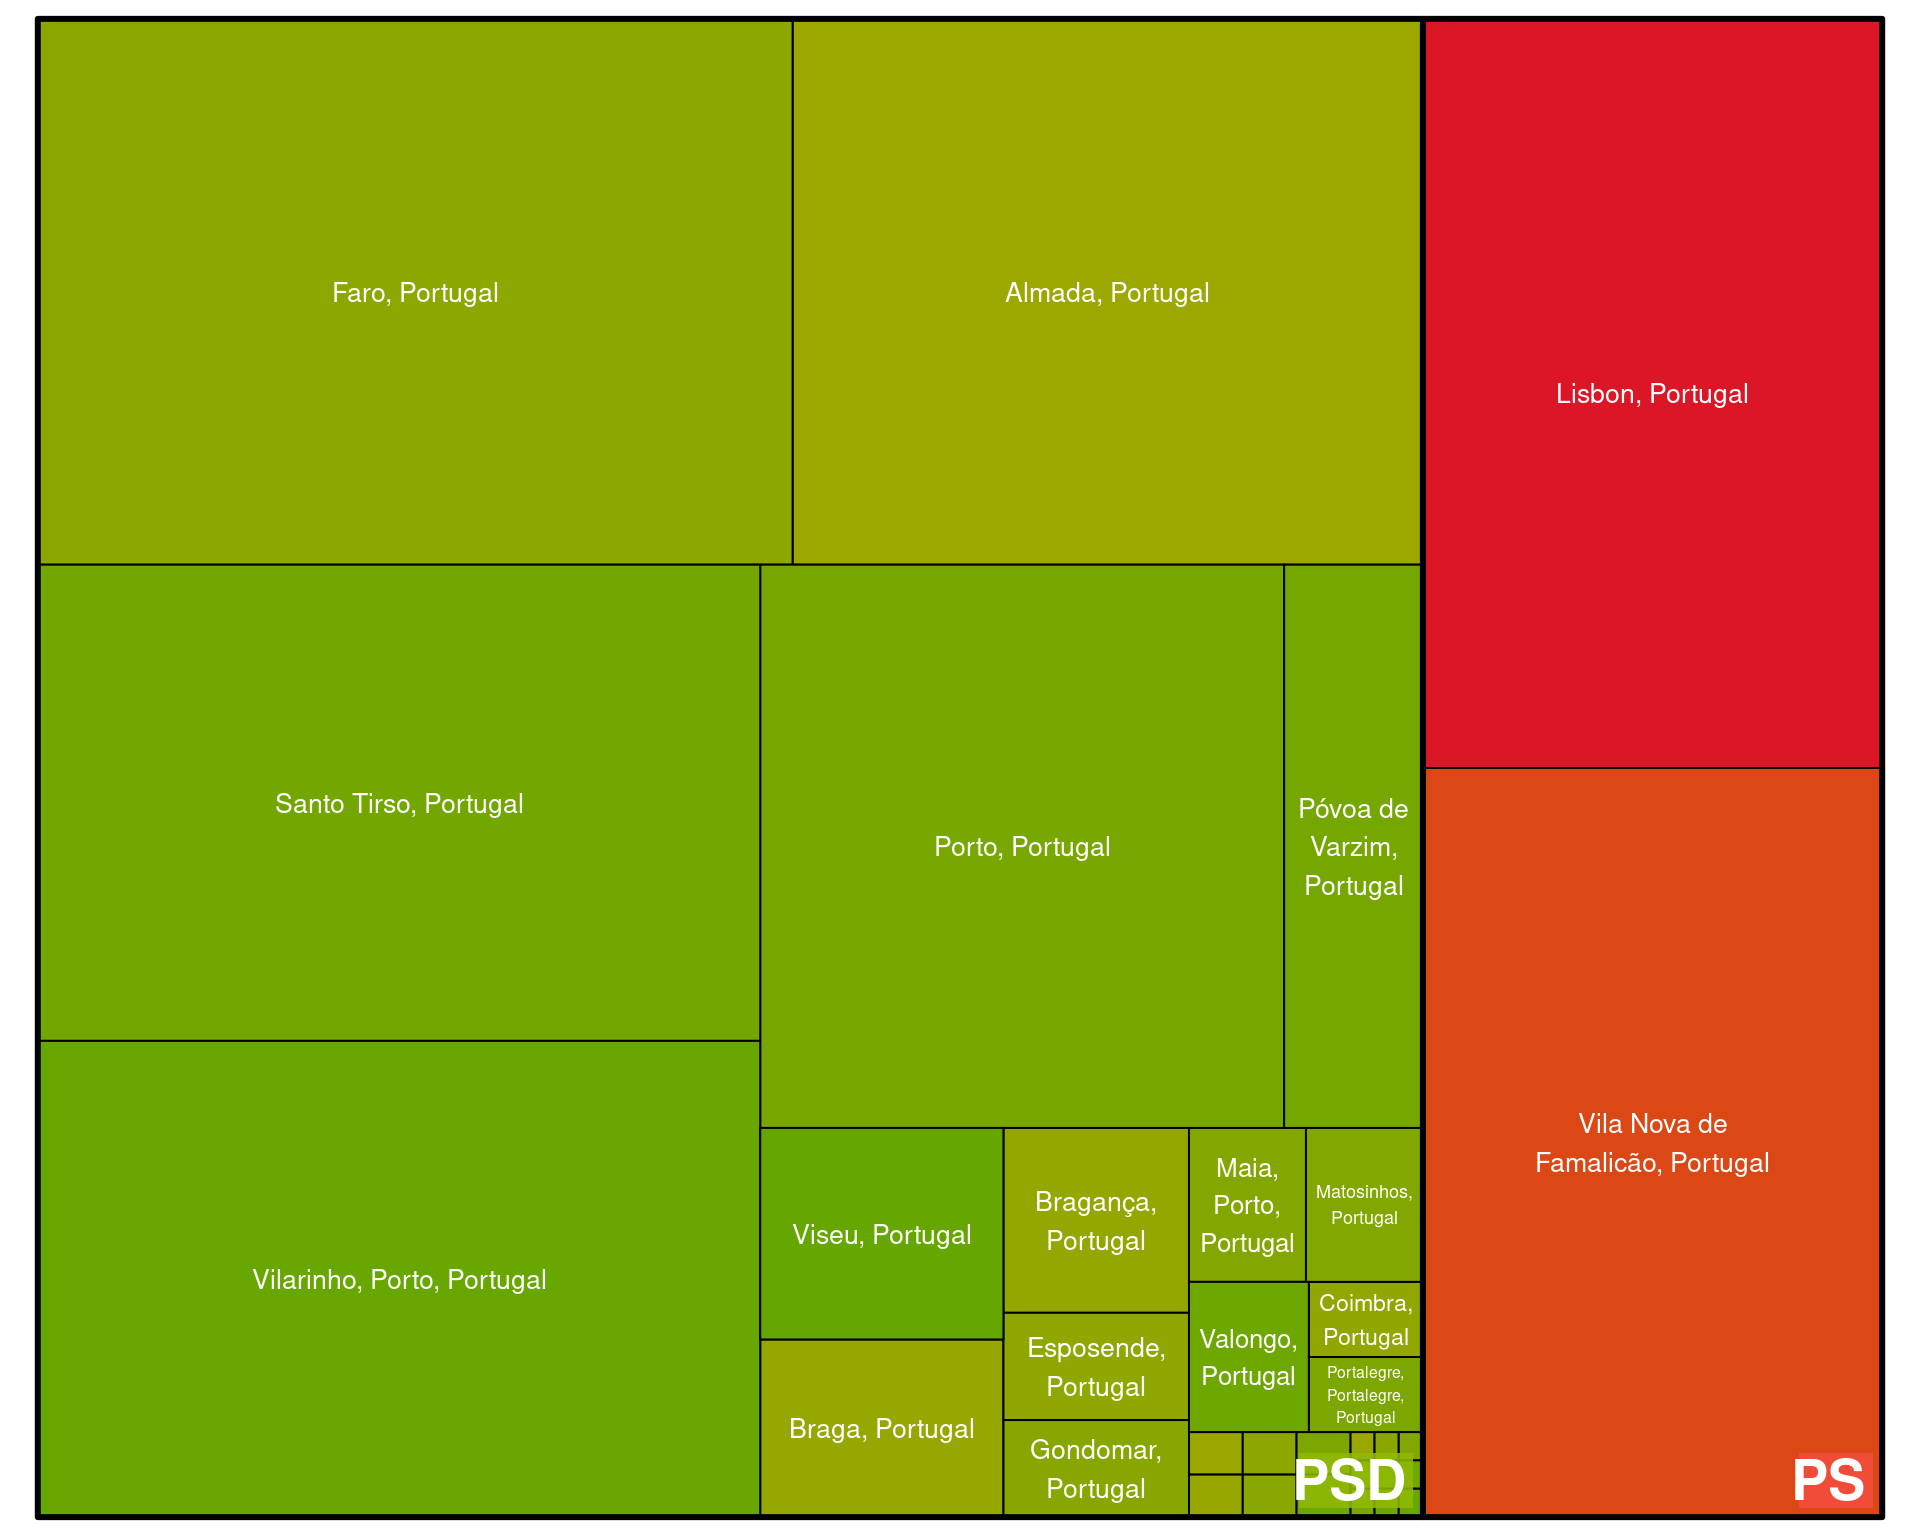 Faro, Portugal
Almada, Portugal
Lisbon, Portugal
Santo Tirso, Portugal
Porto, Portugal
Póvoa de
Varzim,
Portugal
Vila Nova de
Famalicão, Portugal
Vilarinho, Porto, Portugal
Viseu, Portugal
Bragança,
Portugal
Maia,
Porto,
Portugal
Matosinhos,
Portugal
Valongo,
Portugal
Coimbra,
Portugal
Portalegre,
Portalegre,
Portugal
Esposende,
Portugal
Braga, Portugal
Gondomar,
Portugal
PSD
PS